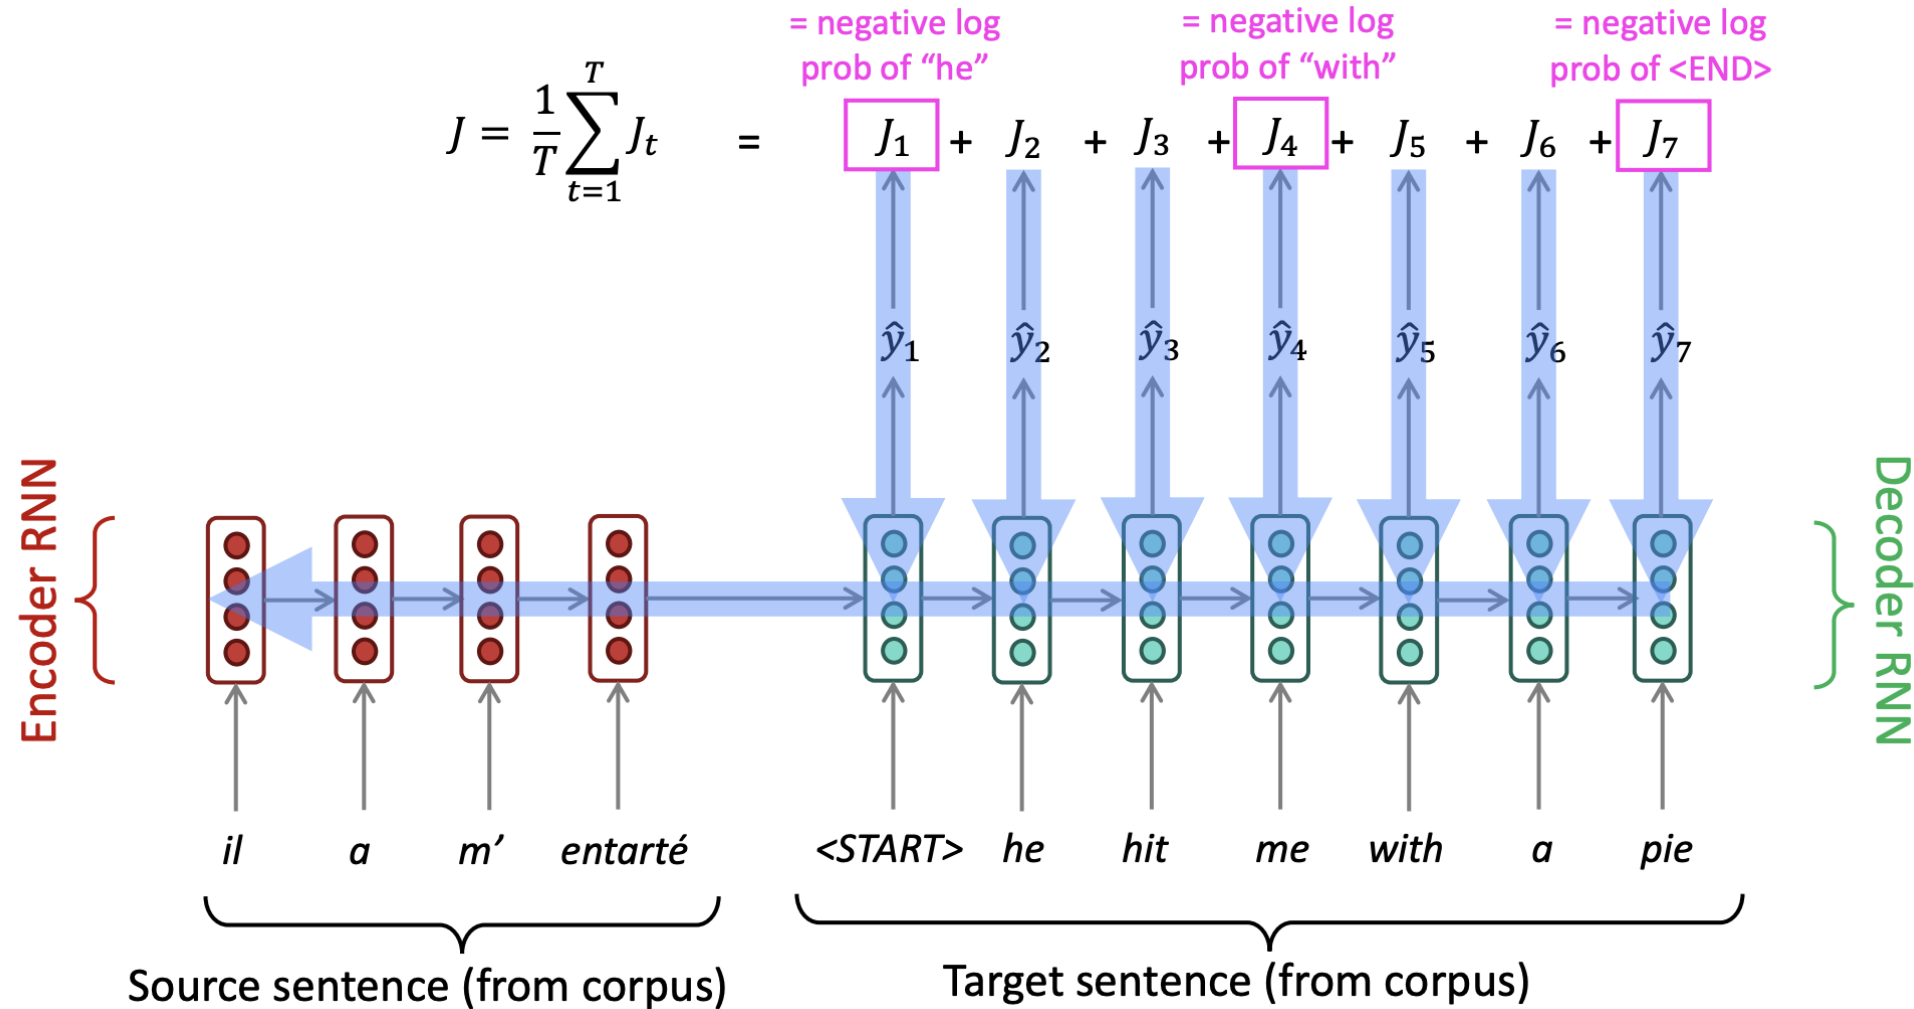 = negative log
prob of “he”
= negative log
prob of “with”
= negative log
prob of <END>
J = 1/T ∑_{t=1}^{T} J_t = J₁ + J₂ + J₃ + J₄ + J₅ + J₆ + J₇
ŷ₁ ŷ₂ ŷ₃ ŷ₄ ŷ₅ ŷ₆ ŷ₇
Encoder RNN
Decoder RNN
il a m’ entarté <START> he hit me with a pie
Source sentence (from corpus)
Target sentence (from corpus)